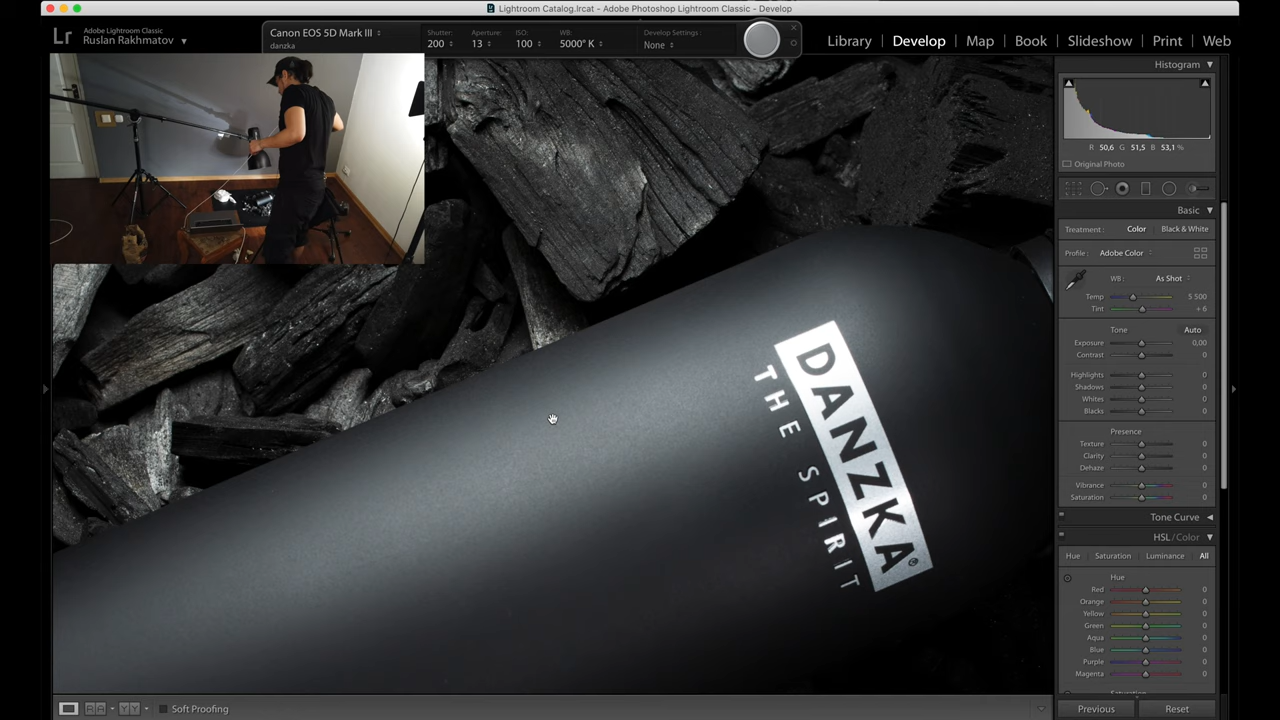 Lightroom Catalog.lrcat - Adobe Photoshop Lightroom Classic - Develop
Lr
Adobe Lightroom Classic
Ruslan Rakhmatov
Canon EOS 5D Mark III
danzka
Shutter:
200
Aperture:
13
ISO:
100
WB:
5000° K
Develop Settings:
None
Library
Develop
Map
Book
Slideshow
Print
Web
Histogram
R 50,6 G 51,5 B 53,1 %
Original Photo
Basic
Treatment :
Color
Black & White
Profile :
Adobe Color
WB :
As Shot
Temp
5 500
Tint
+ 6
Tone
Auto
Exposure
0,00
Contrast
0
Highlights
0
Shadows
0
Whites
0
Blacks
0
Presence
Texture
0
Clarity
0
Dehaze
0
Vibrance
0
Saturation
0
Tone Curve
HSL / Color
Hue
Saturation
Luminance
All
Hue
Red
0
Orange
0
Yellow
0
Green
0
Aqua
0
Blue
0
Purple
0
Magenta
0
Previous
Reset
DANZKA
THE SPIRIT
Soft Proofing